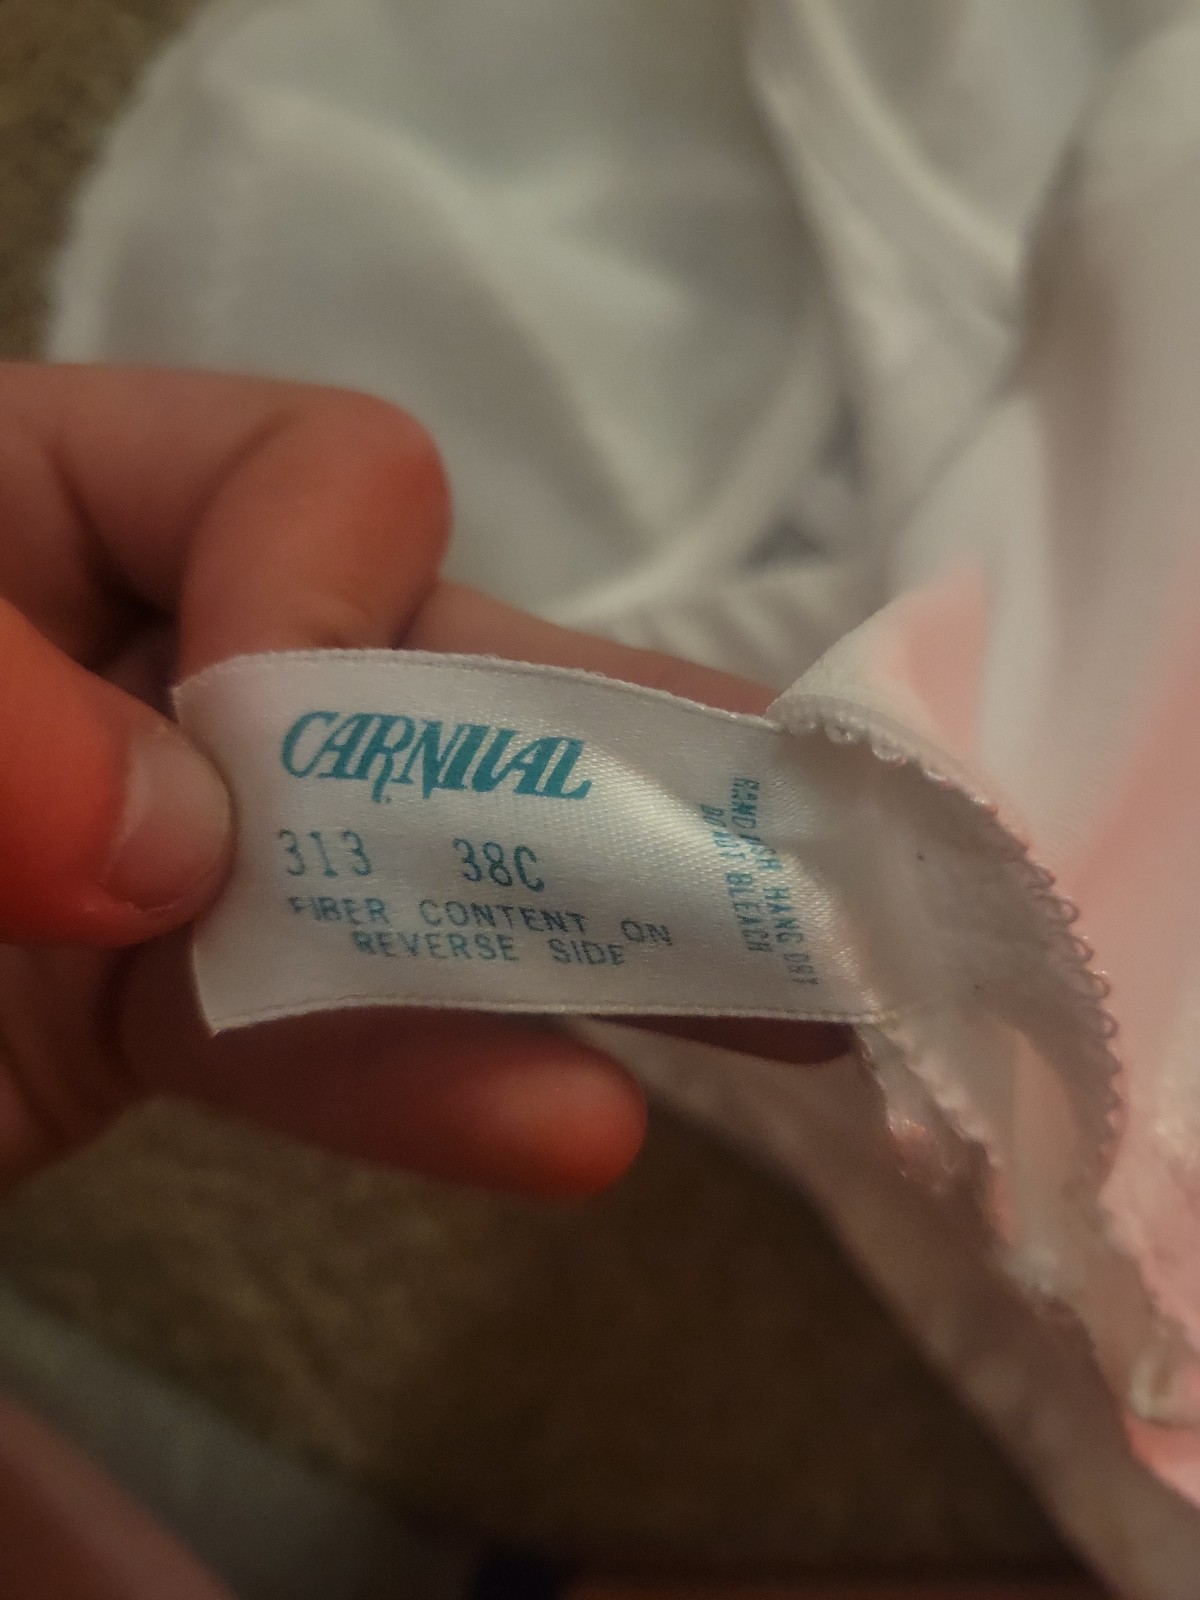 CARNIVAL
313 38C
FIBER CONTENT ON
REVERSE SIDE
HAND WASH HANG DRY
DO NOT BLEACH